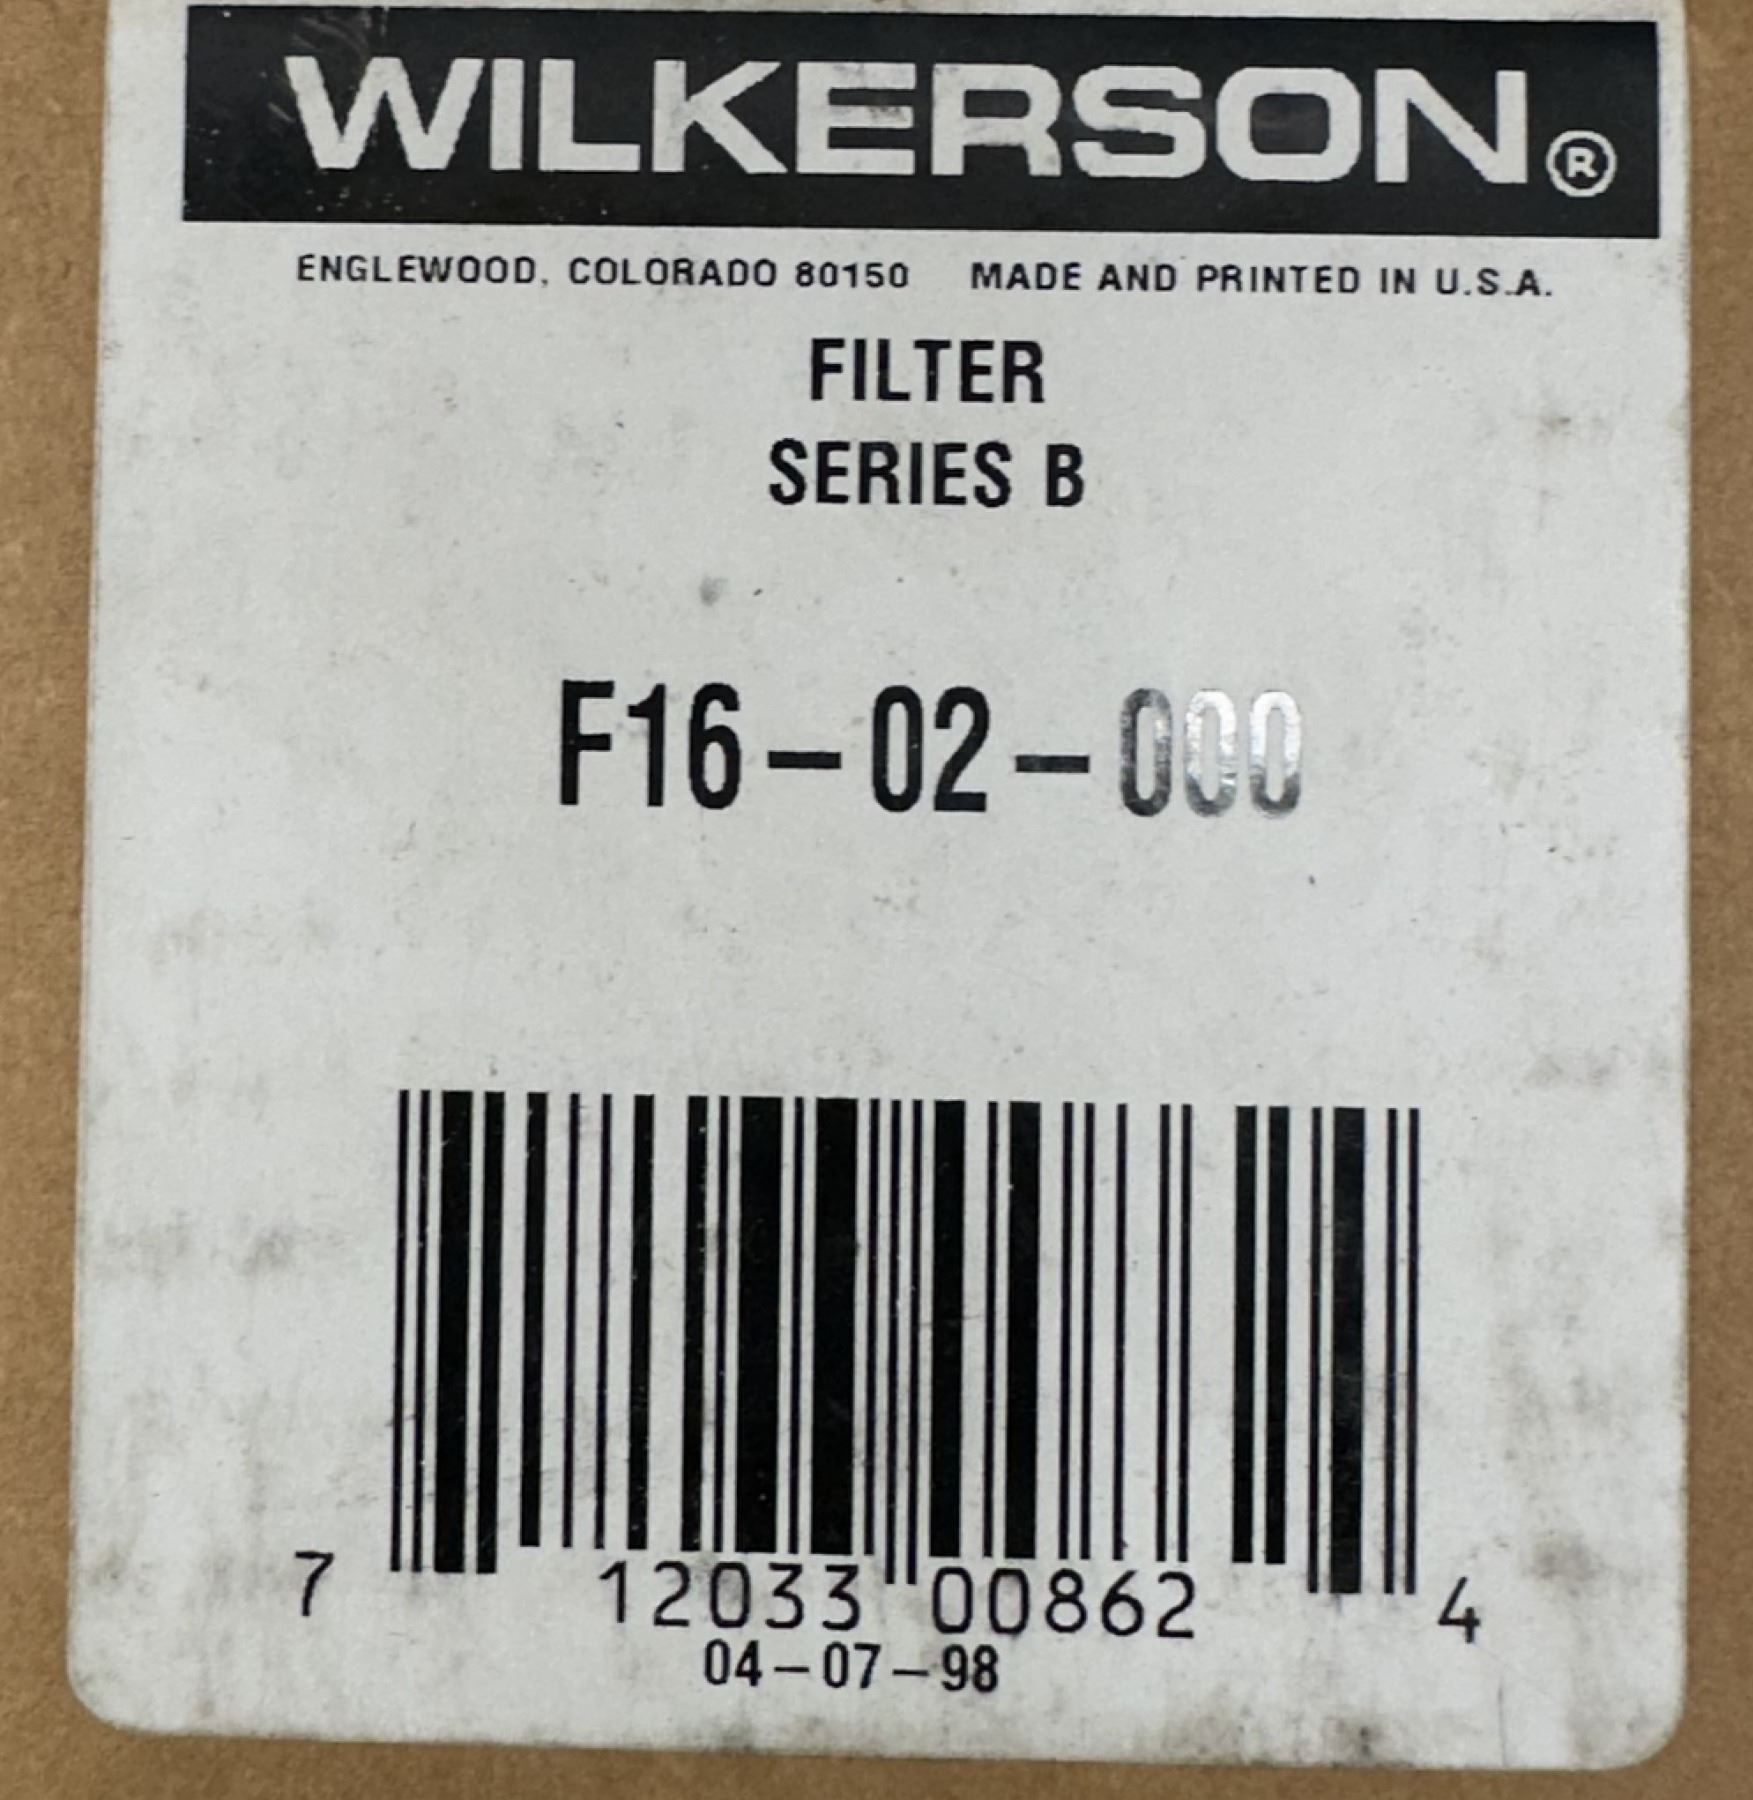 WILKERSON®
ENGLEWOOD, COLORADO 80150 MADE AND PRINTED IN U.S.A.
FILTER
SERIES B
F16-02-000
7 12033 00862 4
04-07-98